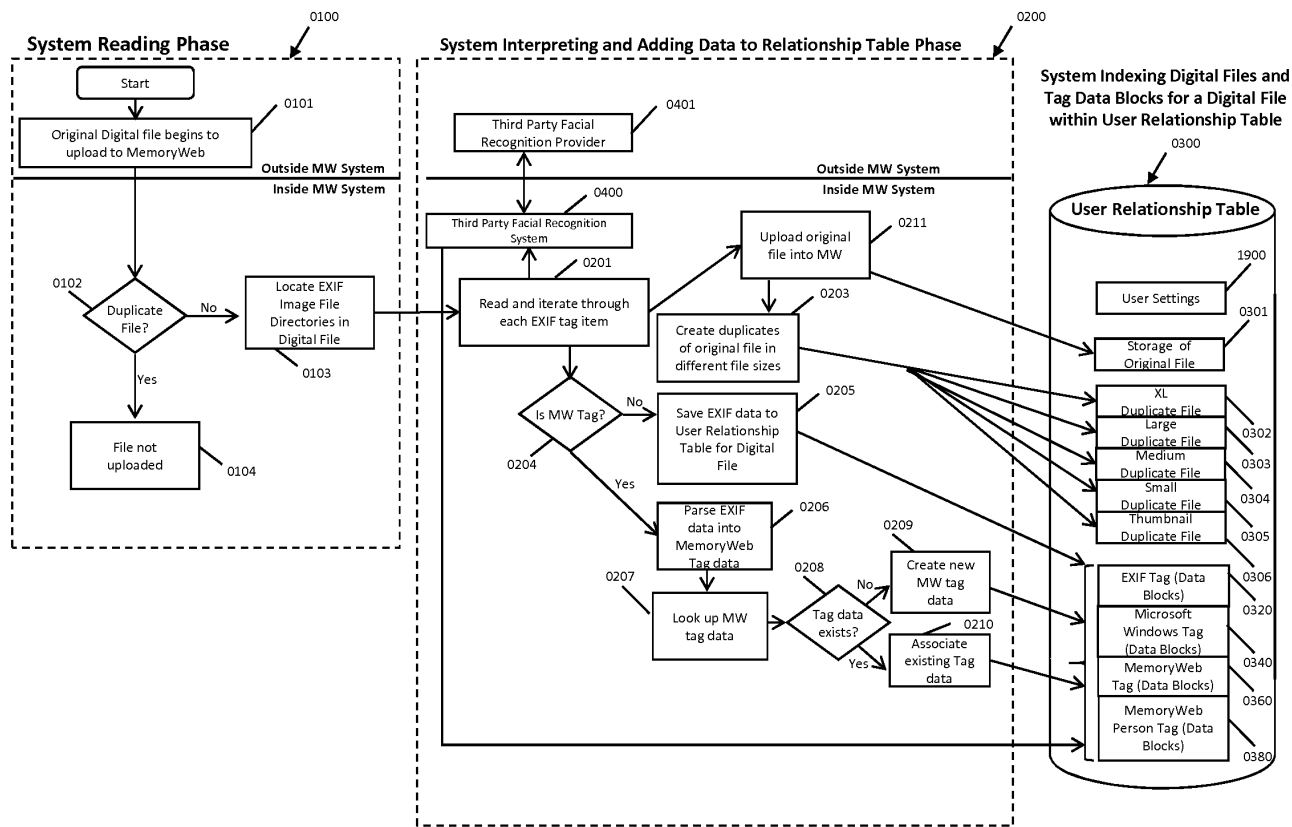 0100
System Reading Phase
Start
0101
Original Digital file begins to
upload to MemoryWeb
Outside MW System
Inside MW System
0102
Duplicate
File?
No
Locate EXIF
Image File
Directories in
Digital File
0103
Yes
File not
uploaded
0104
0200
System Interpreting and Adding Data to Relationship Table Phase
0401
Third Party Facial
Recognition Provider
Outside MW System
Inside MW System
0400
Third Party Facial Recognition
System
0201
Read and iterate through
each EXIF tag item
Upload original
file into MW
0211
0203
Create duplicates
of original file in
different file sizes
Is MW Tag?
No
0204
0205
Save EXIF data to
User Relationship
Table for Digital
File
Yes
Parse EXIF
data into
MemoryWeb
Tag data
0206
0207
Look up MW
tag data
0208
Tag data
exists?
No
0209
Create new
MW tag
data
Yes
0210
Associate
existing Tag
data
System Indexing Digital Files and
Tag Data Blocks for a Digital File
within User Relationship Table
0300
User Relationship Table
1900
User Settings
0301
Storage of
Original File
XL
Duplicate File
0302
Large
Duplicate File
0303
Medium
Duplicate File
0304
Small
Duplicate File
0305
Thumbnail
Duplicate File
0306
EXIF Tag (Data
Blocks)
0320
Microsoft
Windows Tag
(Data Blocks)
0340
MemoryWeb
Tag (Data Blocks)
0360
MemoryWeb
Person Tag (Data
Blocks)
0380